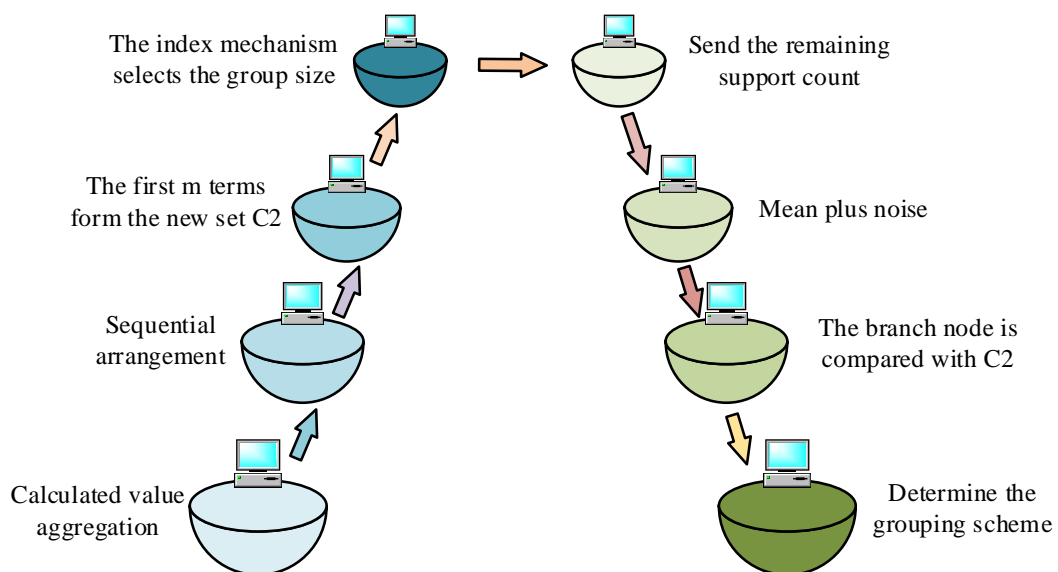 The index mechanism
selects the group size
Send the remaining
support count
The first m terms
form the new set C2
Mean plus noise
Sequential
arrangement
The branch node is
compared with C2
Calculated value
aggregation
Determine the
grouping scheme